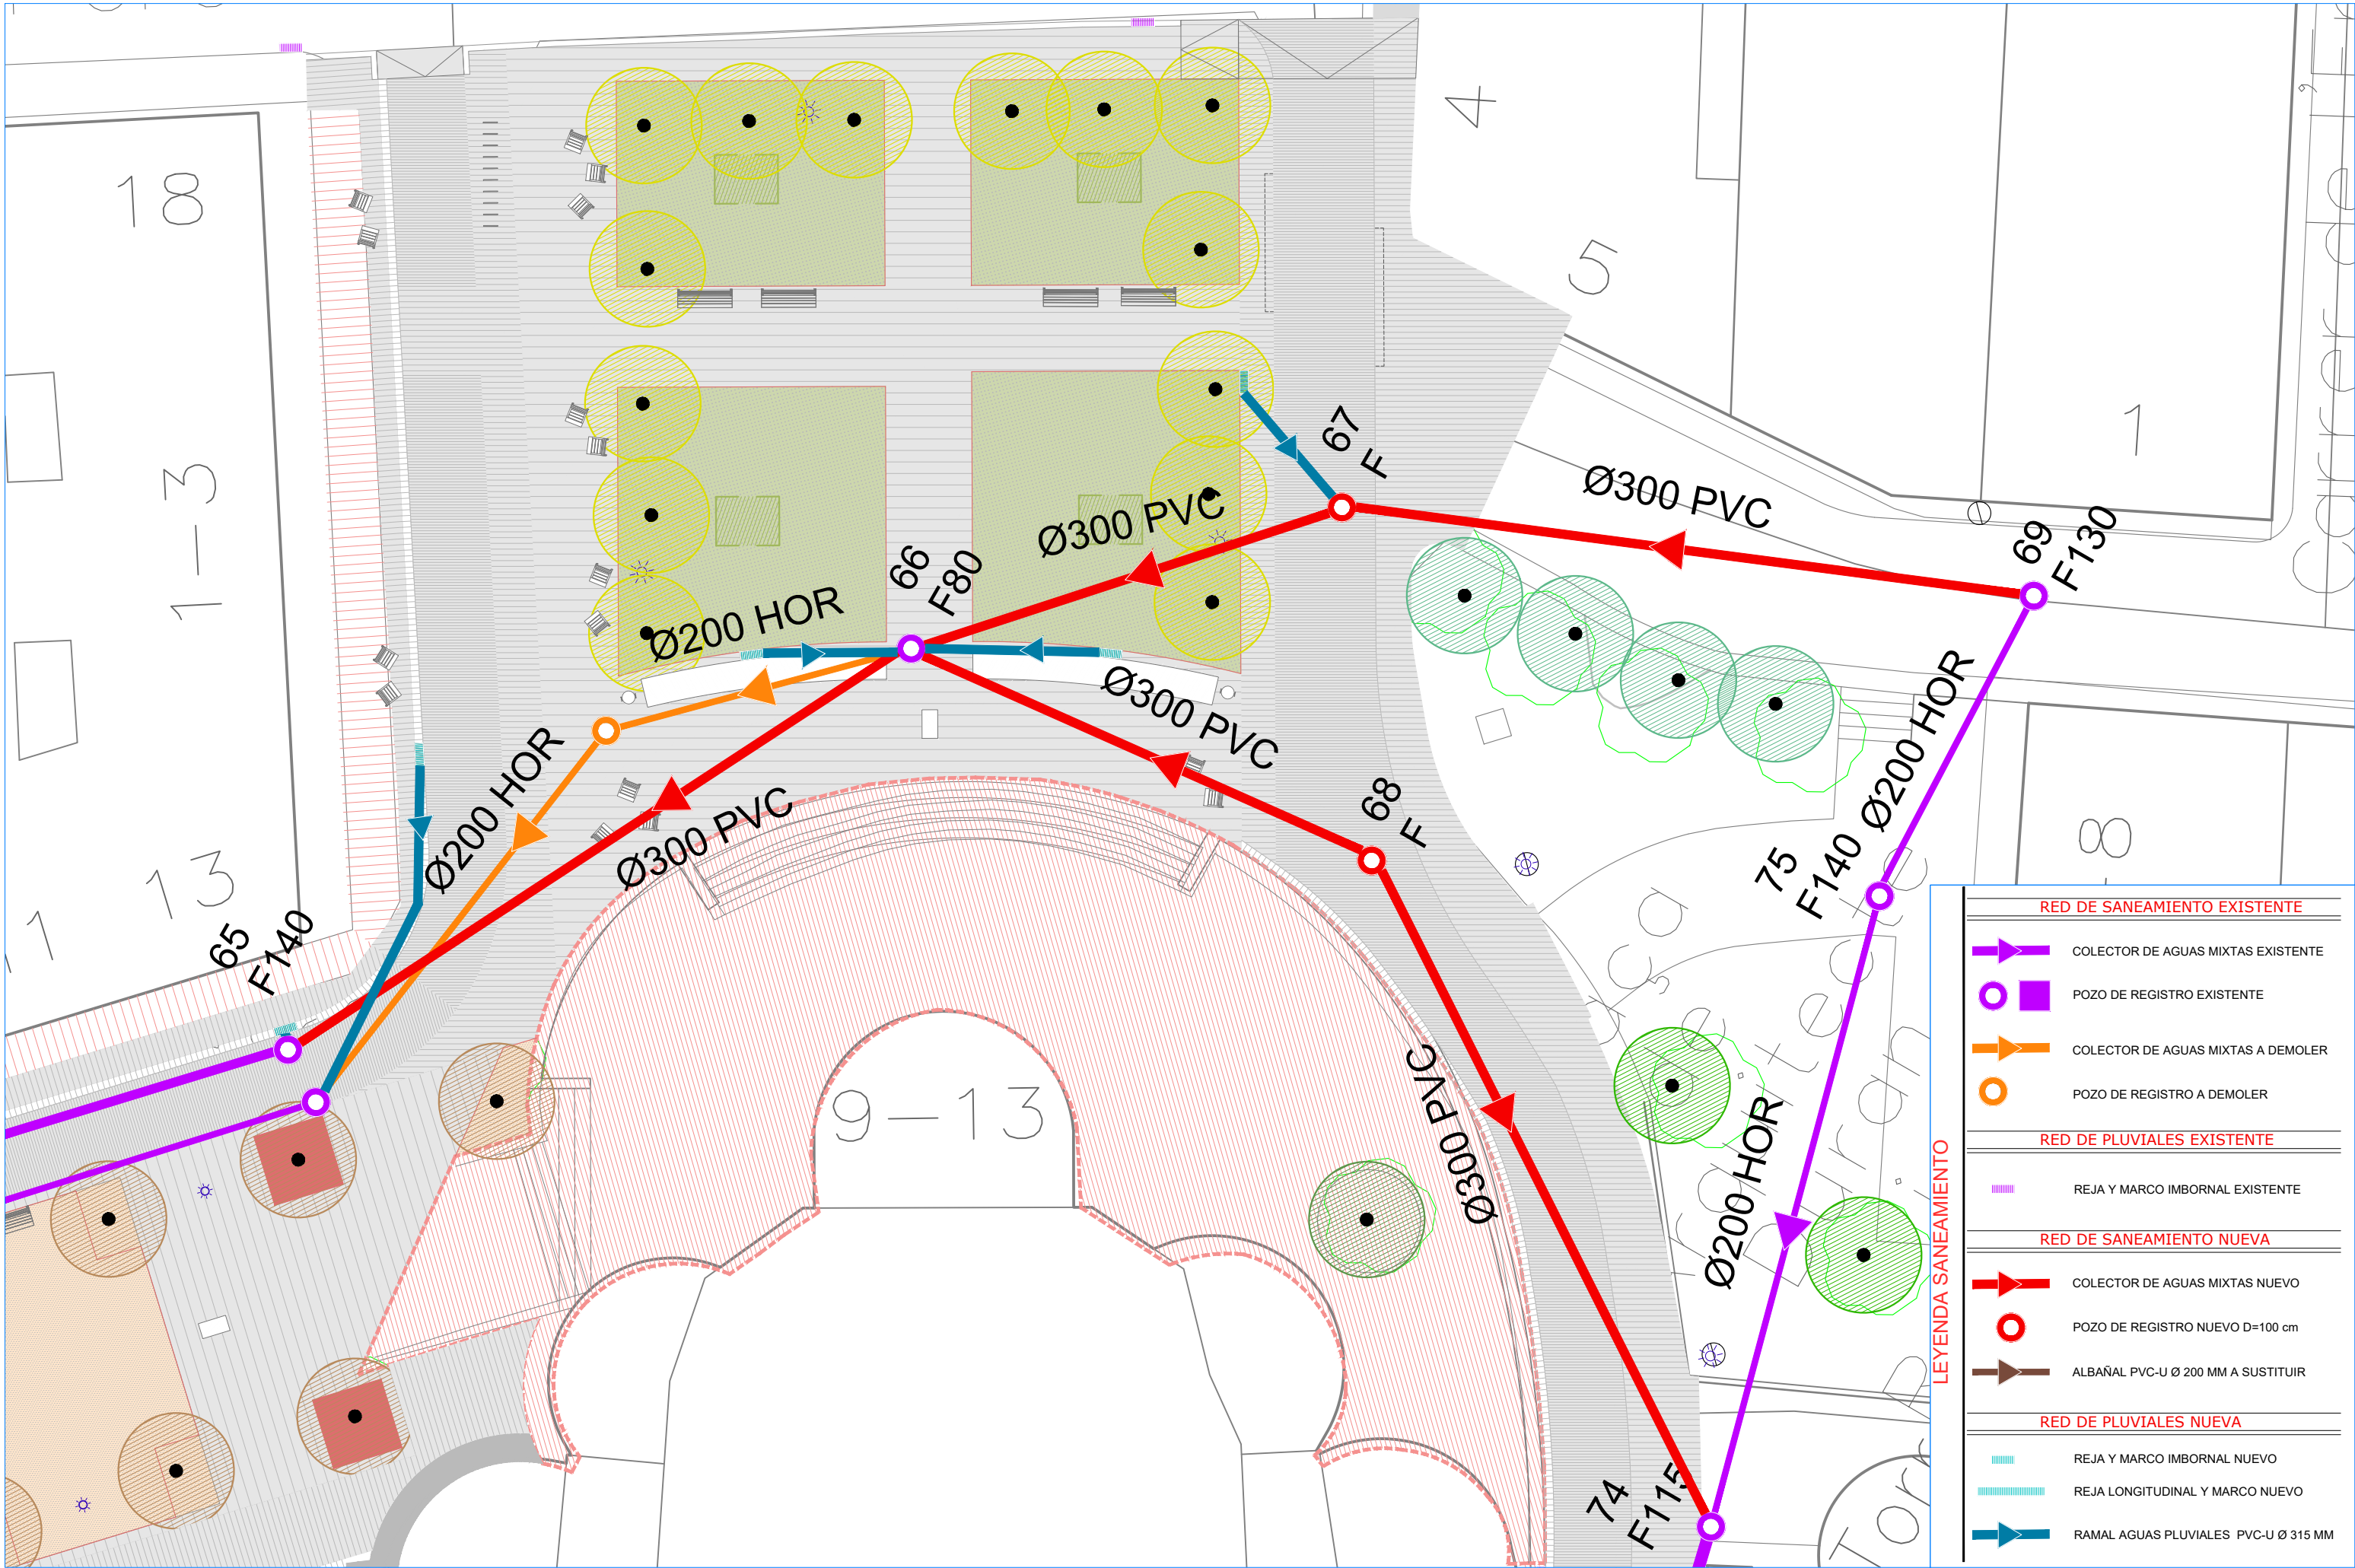 18
4
5
1
1-3
67
F
Ø300 PVC
69
F130
Ø300 PVC
66
F80
Ø200 HOR
Ø300 PVC
Ø200 HOR
Ø200 HOR
68
F
Ø300 PVC
75
F140
8
13
1
65
F140
9-13
Ø300 PVC
Ø200 HOR
74
F115
LEYENDA SANEAMIENTO
RED DE SANEAMIENTO EXISTENTE
COLECTOR DE AGUAS MIXTAS EXISTENTE
POZO DE REGISTRO EXISTENTE
COLECTOR DE AGUAS MIXTAS A DEMOLER
POZO DE REGISTRO A DEMOLER
RED DE PLUVIALES EXISTENTE
REJA Y MARCO IMBORNAL EXISTENTE
RED DE SANEAMIENTO NUEVA
COLECTOR DE AGUAS MIXTAS NUEVO
POZO DE REGISTRO NUEVO D=100 cm
ALBAÑAL PVC-U Ø 200 MM A SUSTITUIR
RED DE PLUVIALES NUEVA
REJA Y MARCO IMBORNAL NUEVO
REJA LONGITUDINAL Y MARCO NUEVO
RAMAL AGUAS PLUVIALES PVC-U Ø 315 MM